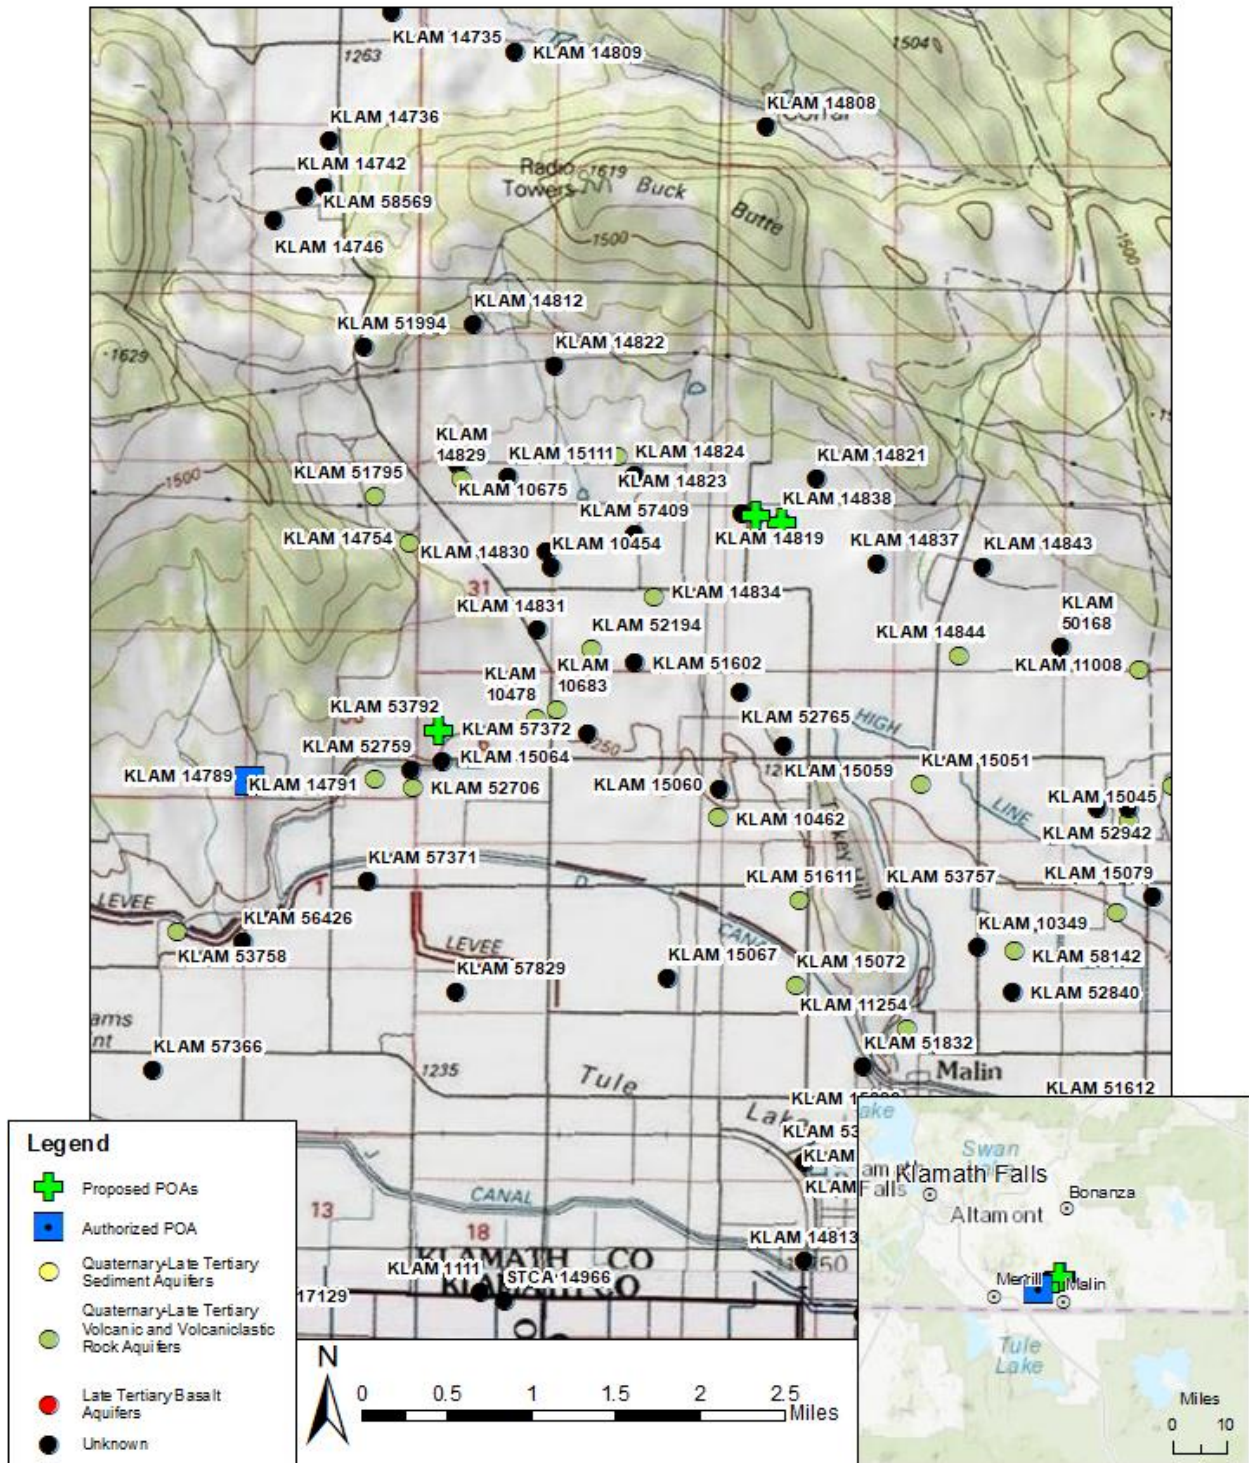 KLAM 14735
KLAM 14809
1263
1504
KLAM 14808
Corral
KLAM 14736
KLAM 14742
Radio
Towers
1619
Buck
Butte
KLAM 58569
KLAM 14746
1500
1500
KLAM 14812
KLAM 51994
KLAM 14822
1629
KLAM
14829
KLAM 15111
KLAM 14824
KLAM 14821
KLAM 51795
1500
KLAM 10675
KLAM 14823
KLAM 14838
KLAM 57409
KLAM 14754
KLAM 14830
KLAM 10454
KLAM 14819
KLAM 14837
KLAM 14843
31
KLAM 14834
KLAM 14831
KLAM
50168
KLAM 52194
KLAM 14844
KLAM 51602
KLAM 11008
KLAM
10478
KLAM
10683
KLAM 53792
KLAM 57372
KLAM 52765
HIGH
KLAM 52759
1250
KLAM 15064
KLAM 14789
KLAM 14791
KLAM 52706
KLAM 15060
KLAM 15059
KLAM 15051
LINE
KLAM 15045
KLAM 10462
KLAM 52942
KLAM 57371
D
1
KLAM 51611
Hill
KLAM 53757
KLAM 15079
LEVEE
KLAM 56426
KLAM 10349
CANAL
LEVEE
KLAM 53758
KLAM 15067
KLAM 15072
KLAM 58142
KLAM 57829
KLAM 11254
KLAM 52840
KLAM 57366
KLAM 51832
1235
Tule
Malin
KLAM 51612
Lake
KLAM
KLAM
CANAL
13
18
KLAM 14813
KLAMATH CO
KLAM 1111
STCA 14966
17129
Legend
Proposed POAs
Authorized POA
Quaternary-Late Tertiary
Sediment Aquifers
Quaternary-Late Tertiary
Volcanic and Volcaniclastic
Rock Aquifers
Late Tertiary Basalt
Aquifers
Unknown
N
0 0.5 1 1.5 2 2.5
Miles
Swan
Klamath Falls
Falls
Bonanza
Altamont
Merrill
Malin
Tule
Lake
Miles
0 10